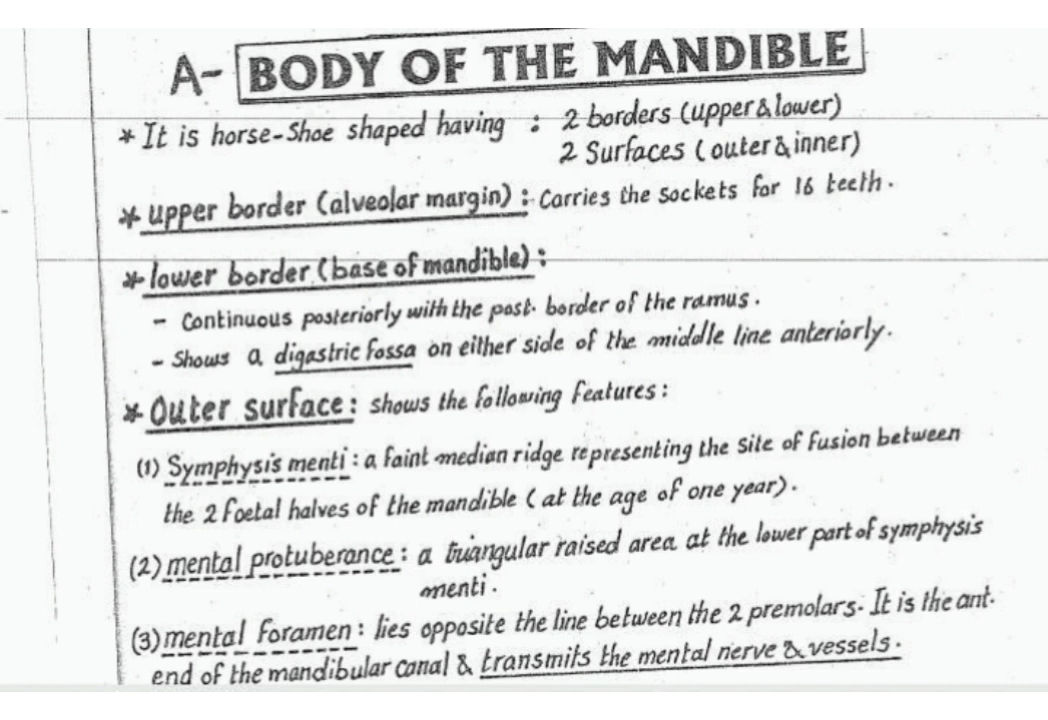 A- BODY OF THE MANDIBLE
* It is horse-Shoe shaped having : 2 borders (upper & lower)
2 Surfaces (outer & inner)
* upper border (alveolar margin) : Carries the sockets for 16 teeth.
* lower border (base of mandible) :
- Continuous posteriorly with the post. border of the ramus.
- Shows a digastric fossa on either side of the middle line anteriorly.
* Outer surface: shows the following features:
(1) Symphysis menti : a faint median ridge representing the site of fusion between
the 2 foetal halves of the mandible (at the age of one year).
(2) mental protuberance : a triangular raised area at the lower part of symphysis
menti.
(3) mental foramen : lies opposite the line between the 2 premolars. It is the ant.
end of the mandibular canal & transmits the mental nerve & vessels.